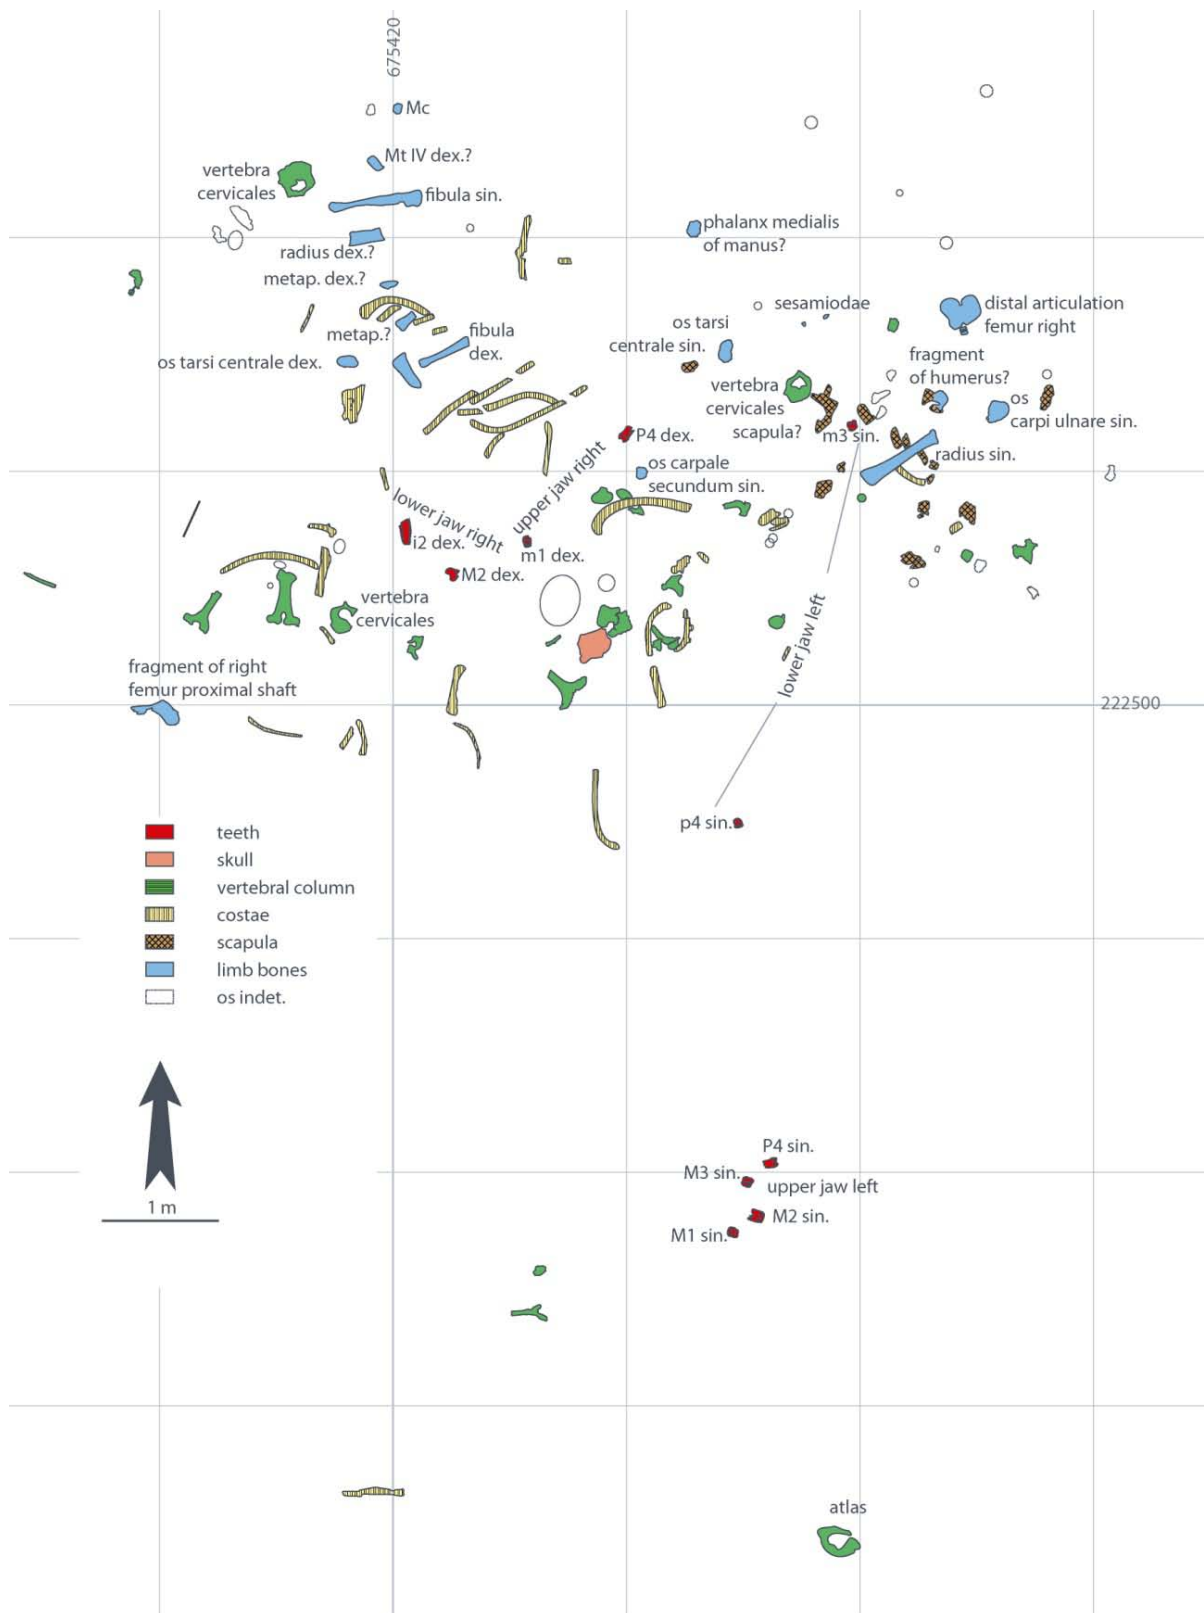 675420
Mc
Mt IV dex.?
vertebra
cervicales
fibula sin.
phalanx medialis
of manus?
radius dex.?
metap. dex.?
sesamiodae
distal articulation
femur right
metap.?
fibula
dex.
os tarsi
centrale sin.
os tarsi centrale dex.
fragment
of humerus?
vertebra
cervicales
scapula?
os
carpi ulnare sin.
P4 dex.
m3 sin.
radius sin.
os carpale
secundum sin.
upper jaw right
lower jaw right
i2 dex.
m1 dex.
M2 dex.
vertebra
cervicales
lower jaw left
fragment of right
femur proximal shaft
222500
p4 sin.
teeth
skull
vertebral column
costae
scapula
limb bones
os indet.
1 m
P4 sin.
M3 sin.
upper jaw left
M2 sin.
M1 sin.
atlas